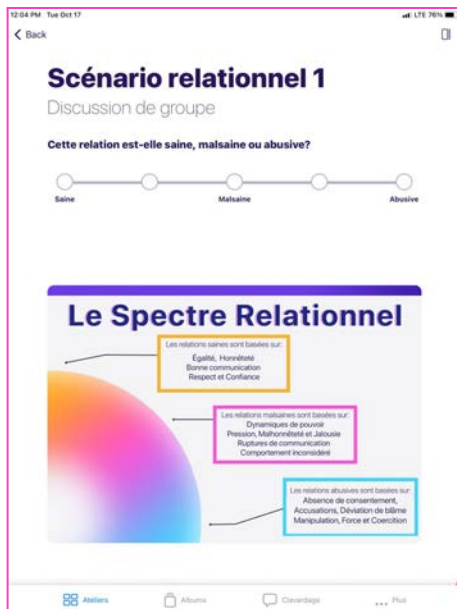 12:04 PM Tue Oct 17
LTE 76%
Back
Scénario relationnel 1
Discussion de groupe
Cette relation est-elle saine, malsaine ou abusive?
Saine Malsaine Abusive
Le Spectre Relationnel
Les relations saines sont basées sur:
Égalité, Honnêteté
Bonne communication
Respect et Confiance
Les relations malsaines sont basées sur:
Dynamiques de pouvoir
Pression, Malhonnêteté et Jalousie
Ruptures de communication
Comportement inconsidéré
Les relations abusives sont basées sur:
Absence de consentement,
Accusations, Déviation de blâme
Manipulation, Force et Coercition
Ateliers Albums Clavardage Plus